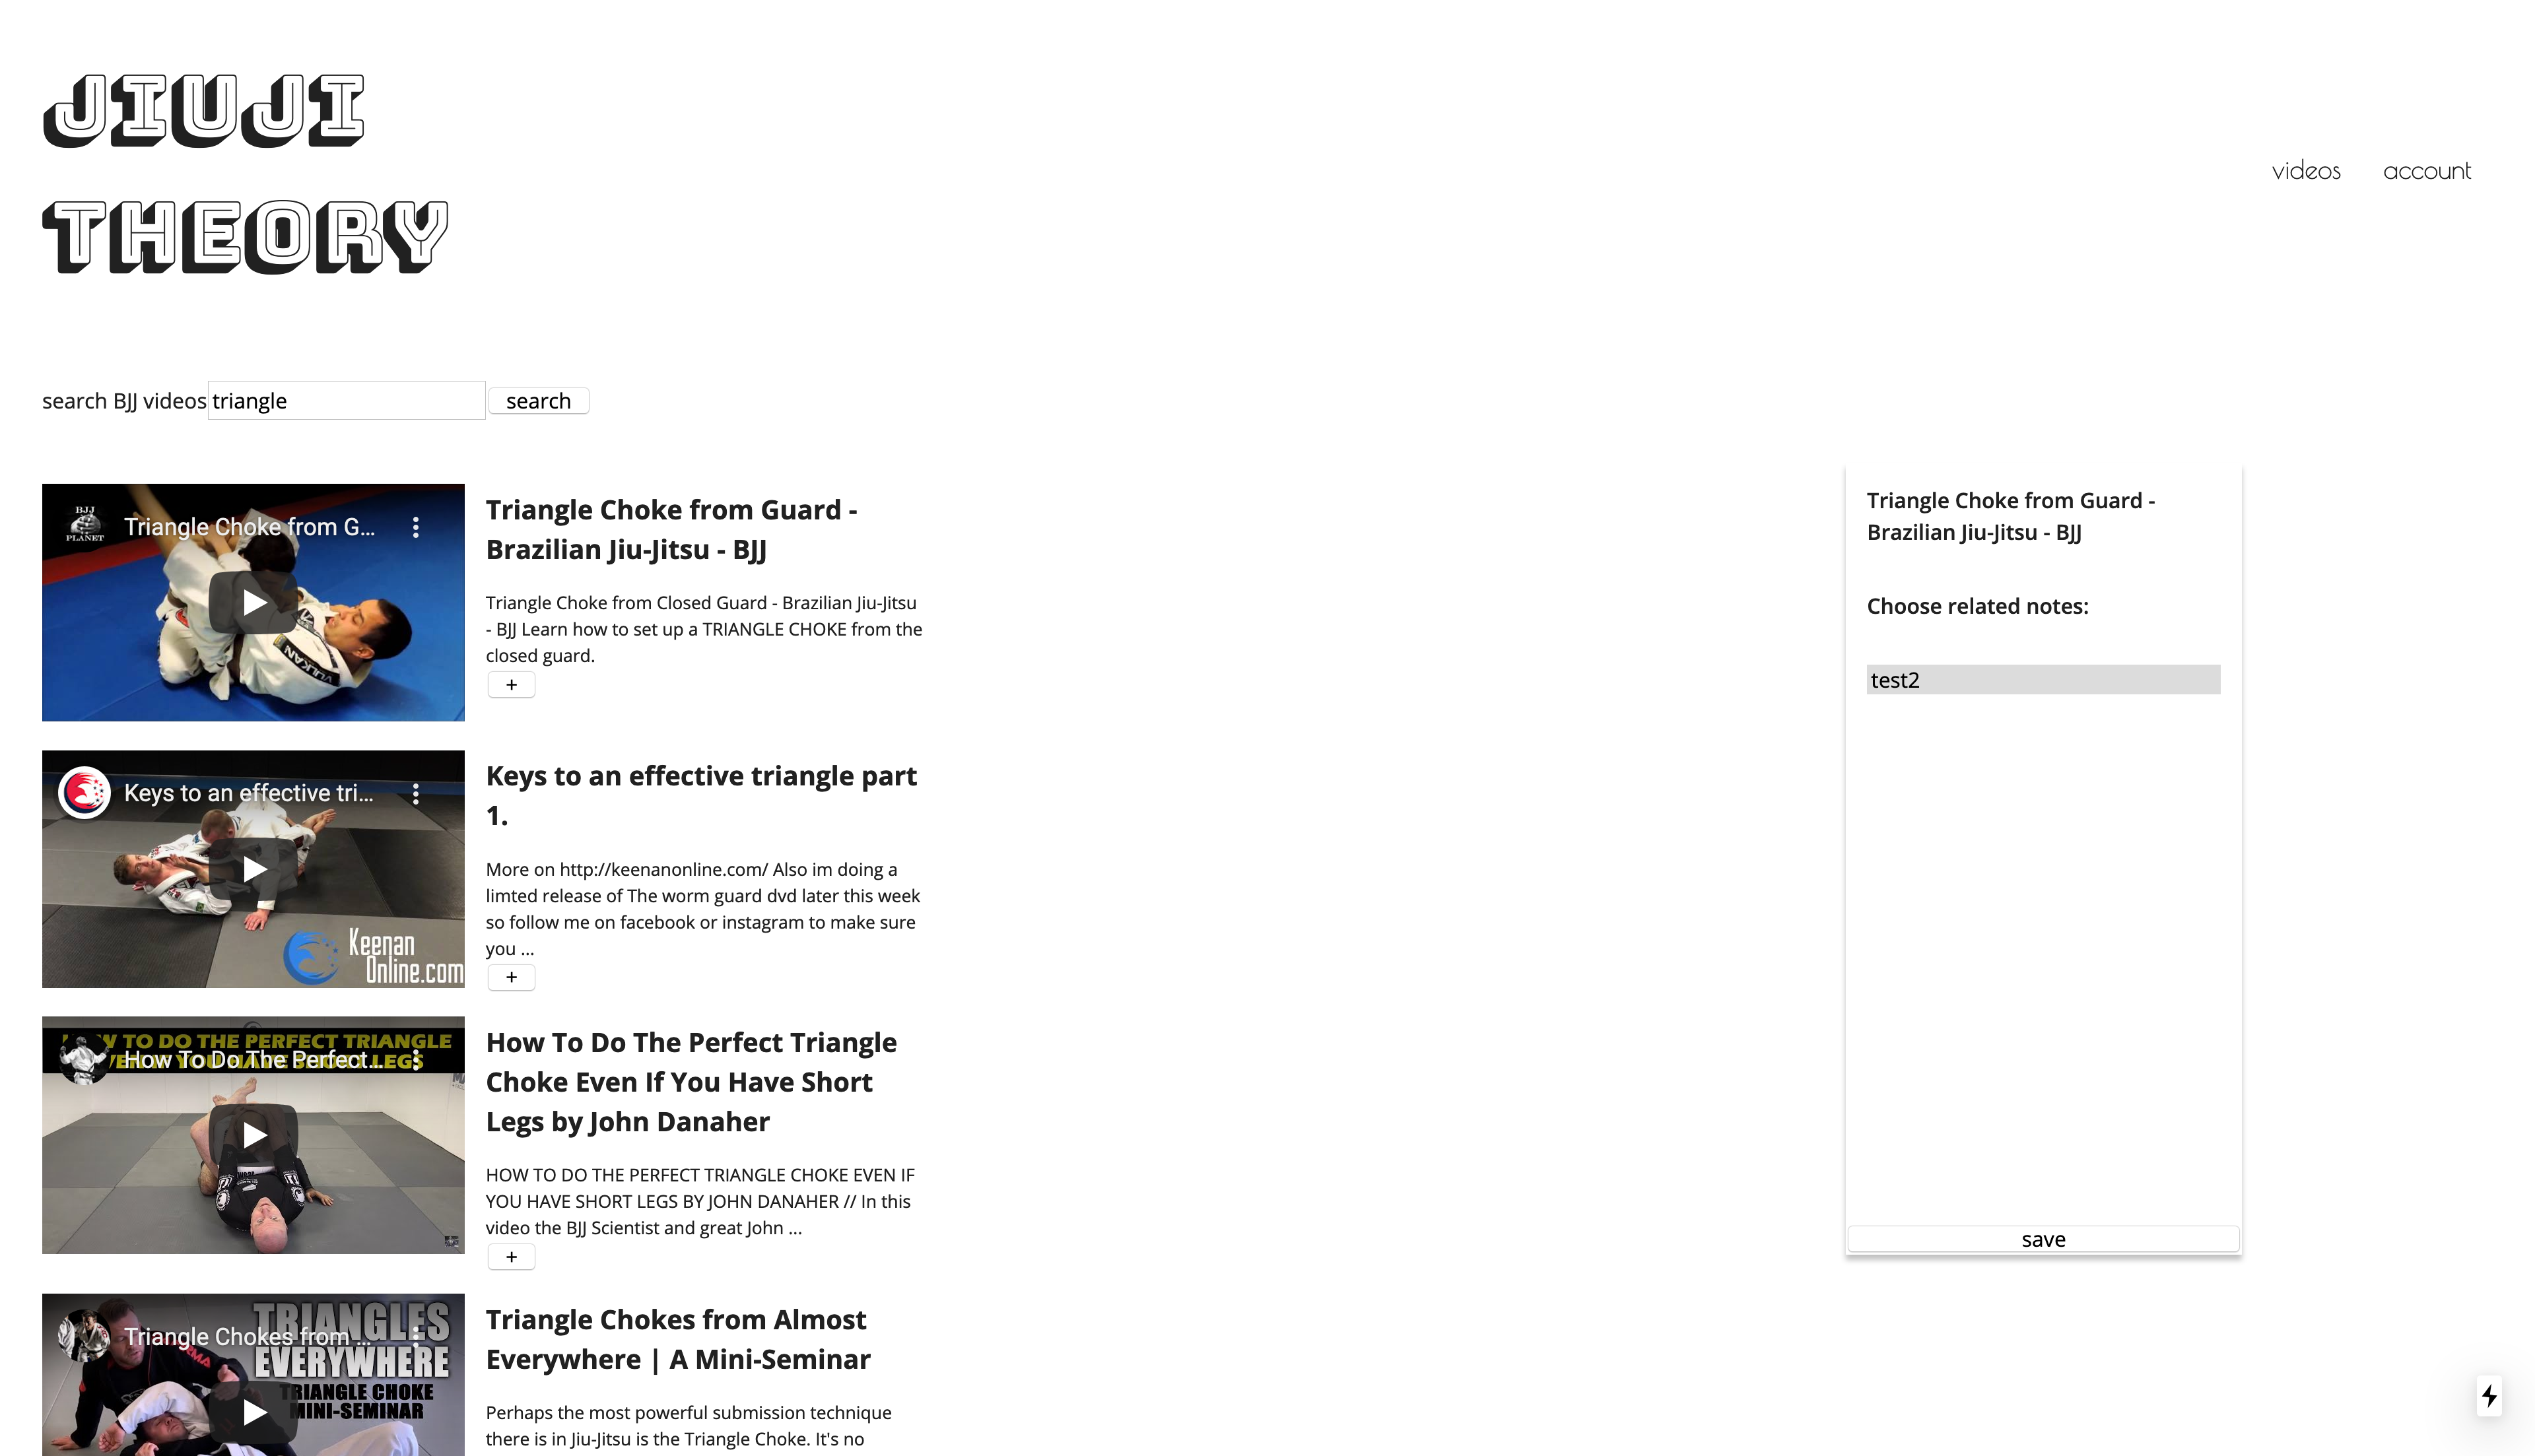 JIUJI
THEORY
videos
account
search BJJ videos
triangle
search
BJJ
PLANET
Triangle Choke from G...
VULKAN
Triangle Choke from Guard -
Brazilian Jiu-Jitsu - BJJ
Triangle Choke from Closed Guard - Brazilian Jiu-Jitsu
- BJJ Learn how to set up a TRIANGLE CHOKE from the
closed guard.
+
Keys to an effective tri...
Keenan
Online.com
Keys to an effective triangle part
1.
More on http://keenanonline.com/ Also im doing a
limted release of The worm guard dvd later this week
so follow me on facebook or instagram to make sure
you ...
+
TO DO THE PERFECT TRIANGLE
How To Do The Perfect...
LEGS
How To Do The Perfect Triangle
Choke Even If You Have Short
Legs by John Danaher
HOW TO DO THE PERFECT TRIANGLE CHOKE EVEN IF
YOU HAVE SHORT LEGS BY JOHN DANAHER // In this
video the BJJ Scientist and great John ...
+
Triangle Chokes from ...
TRIANGLES
EVERYWHERE
TRIANGLE CHOKE
MINI-SEMINAR
Triangle Chokes from Almost
Everywhere | A Mini-Seminar
Perhaps the most powerful submission technique
there is in Jiu-Jitsu is the Triangle Choke. It's no
Triangle Choke from Guard -
Brazilian Jiu-Jitsu - BJJ
Choose related notes:
test2
save